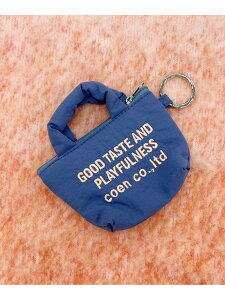 GOOD TASTE AND
PLAYFULNESS
coen co.,ltd